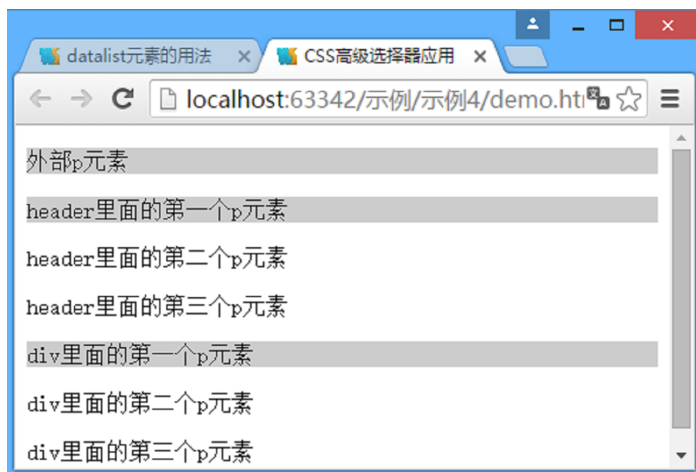 datalist元素的用法
CSS高级选择器应用
localhost:63342/示例/示例4/demo.ht
外部p元素
header里面的第一个p元素
header里面的第二个p元素
header里面的第三个p元素
div里面的第一个p元素
div里面的第二个p元素
div里面的第三个p元素